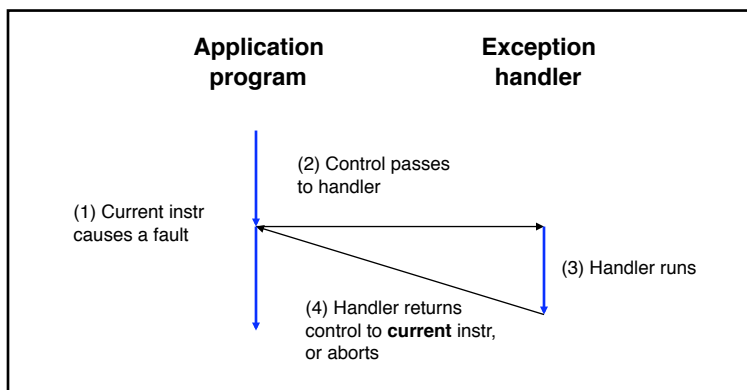 Application
program
Exception
handler
(2) Control passes
to handler
(1) Current instr
causes a fault
(3) Handler runs
(4) Handler returns
control to current instr,
or aborts